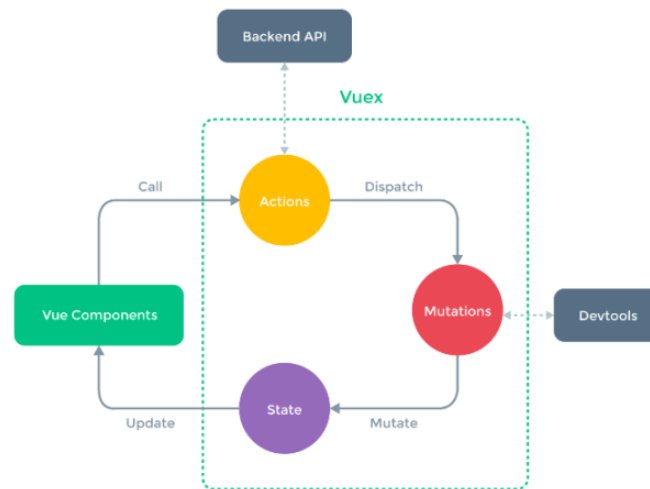 Backend API
Vuex
Call
Actions
Dispatch
Vue Components
Mutations
Devtools
Update
State
Mutate